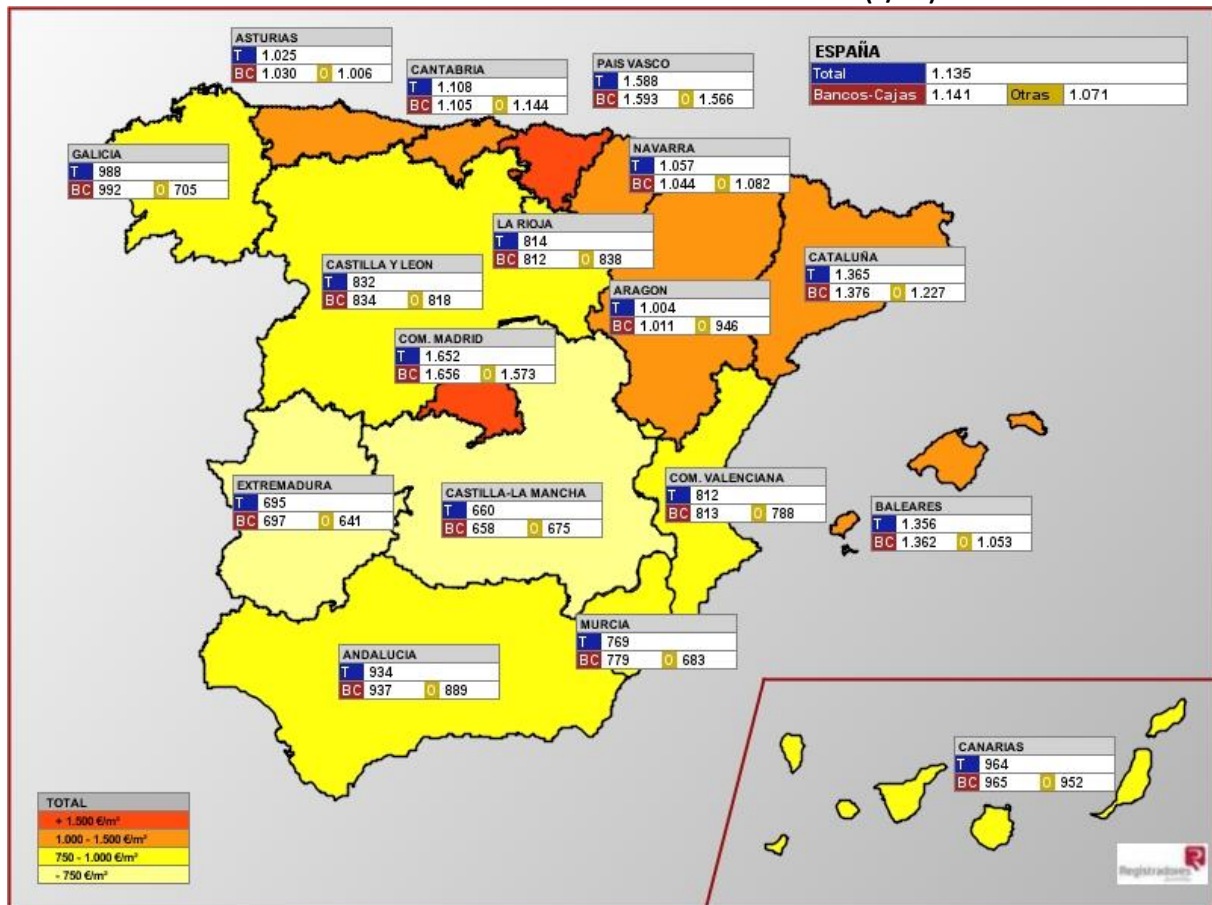 ASTURIAS
T 1.025
BC 1.030 O 1.006
CANTABRIA
T 1.108
BC 1.105 O 1.144
PAIS VASCO
T 1.588
BC 1.593 O 1.566
ESPAÑA
Total 1.135
Bancos-Cajas 1.141 Otras 1.071
GALICIA
T 988
BC 992 O 705
NAVARRA
T 1.057
BC 1.044 O 1.082
LA RIOJA
T 814
BC 812 O 838
CASTILLA Y LEON
T 832
BC 834 O 818
CATALUÑA
T 1.365
BC 1.376 O 1.227
ARAGON
T 1.004
BC 1.011 O 946
COM. MADRID
T 1.652
BC 1.656 O 1.573
EXTREMADURA
T 695
BC 697 O 641
CASTILLA-LA MANCHA
T 660
BC 658 O 675
COM. VALENCIANA
T 812
BC 813 O 788
BALEARES
T 1.356
BC 1.362 O 1.053
MURCIA
T 769
BC 779 O 683
ANDALUCIA
T 934
BC 937 O 889
CANARIAS
T 964
BC 965 O 952
TOTAL
+ 1.500 €/m²
1.000 - 1.500 €/m²
750 - 1.000 €/m²
- 750 €/m²
Registradores